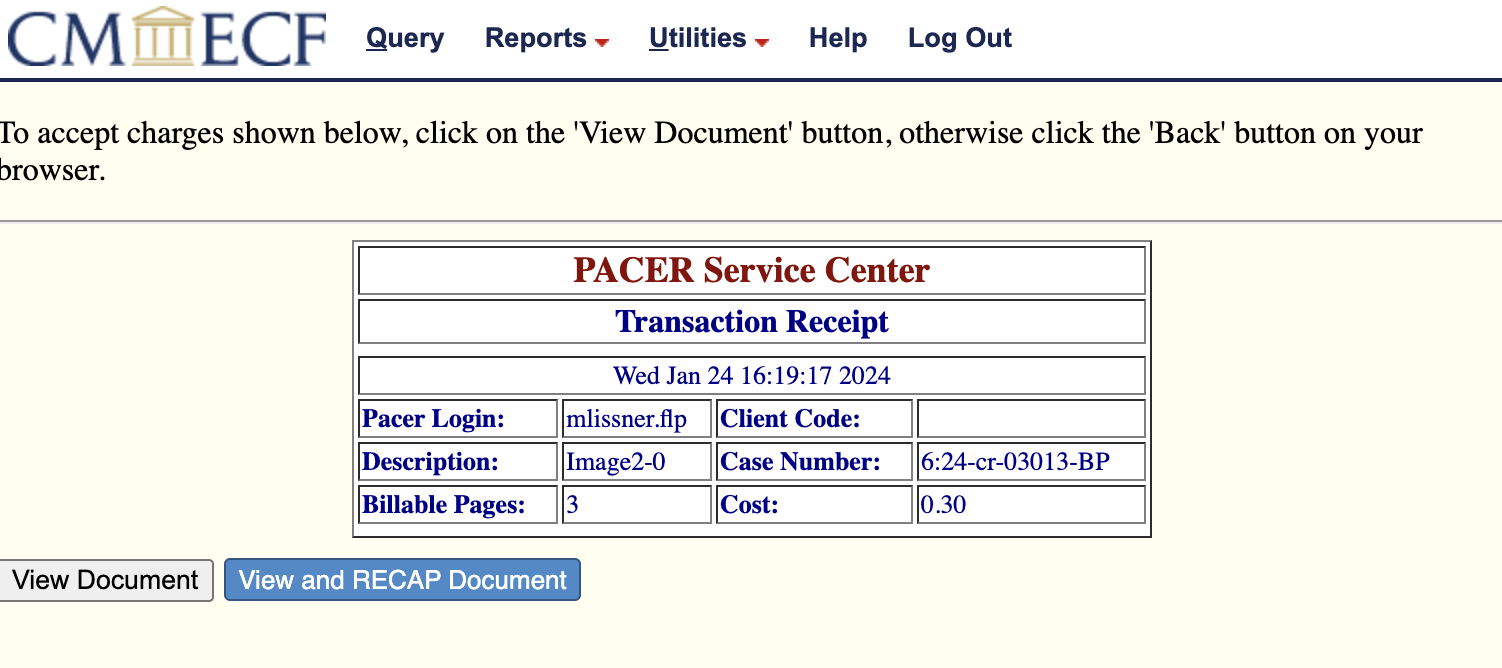 CM ECF Query Reports Utilities Help Log Out
To accept charges shown below, click on the 'View Document' button, otherwise click the 'Back' button on your
browser.
PACER Service Center
Transaction Receipt
Wed Jan 24 16:19:17 2024
Pacer Login: mlissner.flp Client Code:
Description: Image2-0 Case Number: 6:24-cr-03013-BP
Billable Pages: 3 Cost: 0.30
View Document View and RECAP Document